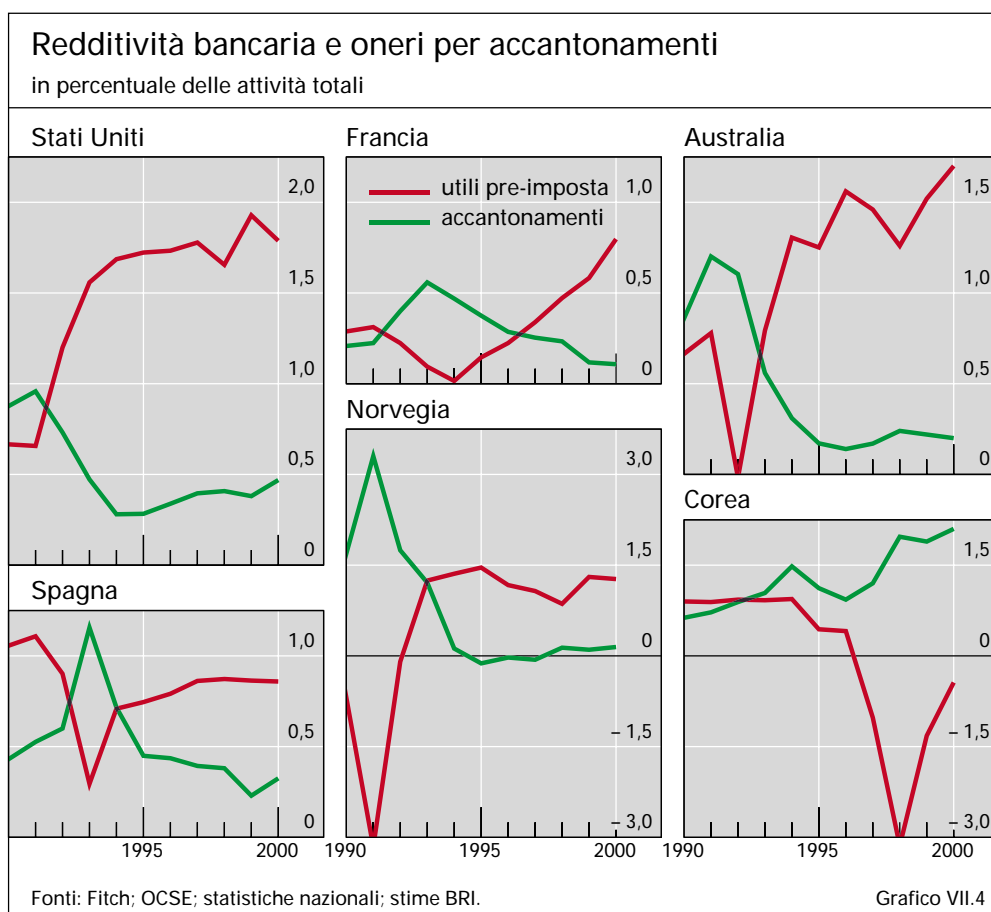 Redditività bancaria e oneri per accantonamenti
in percentuale delle attività totali
Stati Uniti
2,0
1,5
1,0
0,5
0
Spagna
1,0
0,5
0
1995
2000
Francia
utili pre-imposta
accantonamenti
1,0
0,5
0
Norvegia
3,0
1,5
0
– 1,5
– 3,0
1990
1995
2000
Australia
1,5
1,0
0,5
0
Corea
1,5
0
– 1,5
– 3,0
1990
1995
2000
Fonti: Fitch; OCSE; statistiche nazionali; stime BRI.
Grafico VII.4